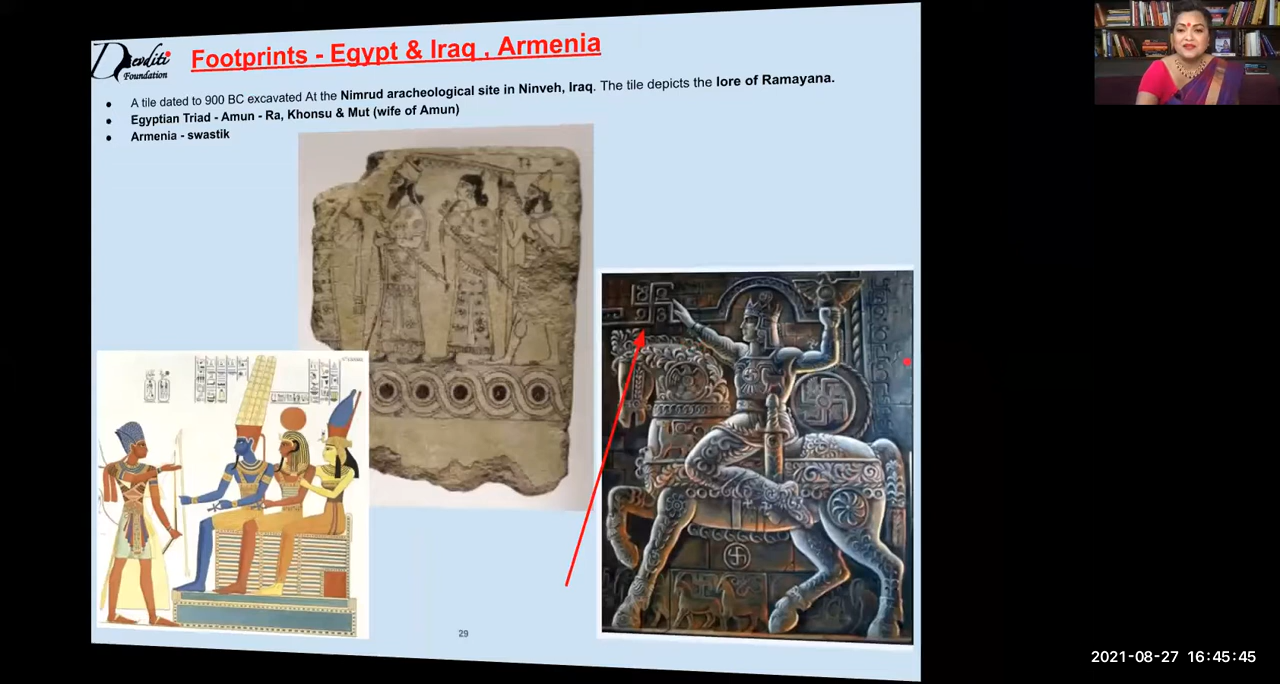 Devditi
Foundation
Footprints - Egypt & Iraq , Armenia
A tile dated to 900 BC excavated At the Nimrud aracheological site in Ninveh, Iraq. The tile depicts the lore of Ramayana.
Egyptian Triad - Amun - Ra, Khonsu & Mut (wife of Amun)
Armenia - swastik
29
2021-08-27 16:45:45